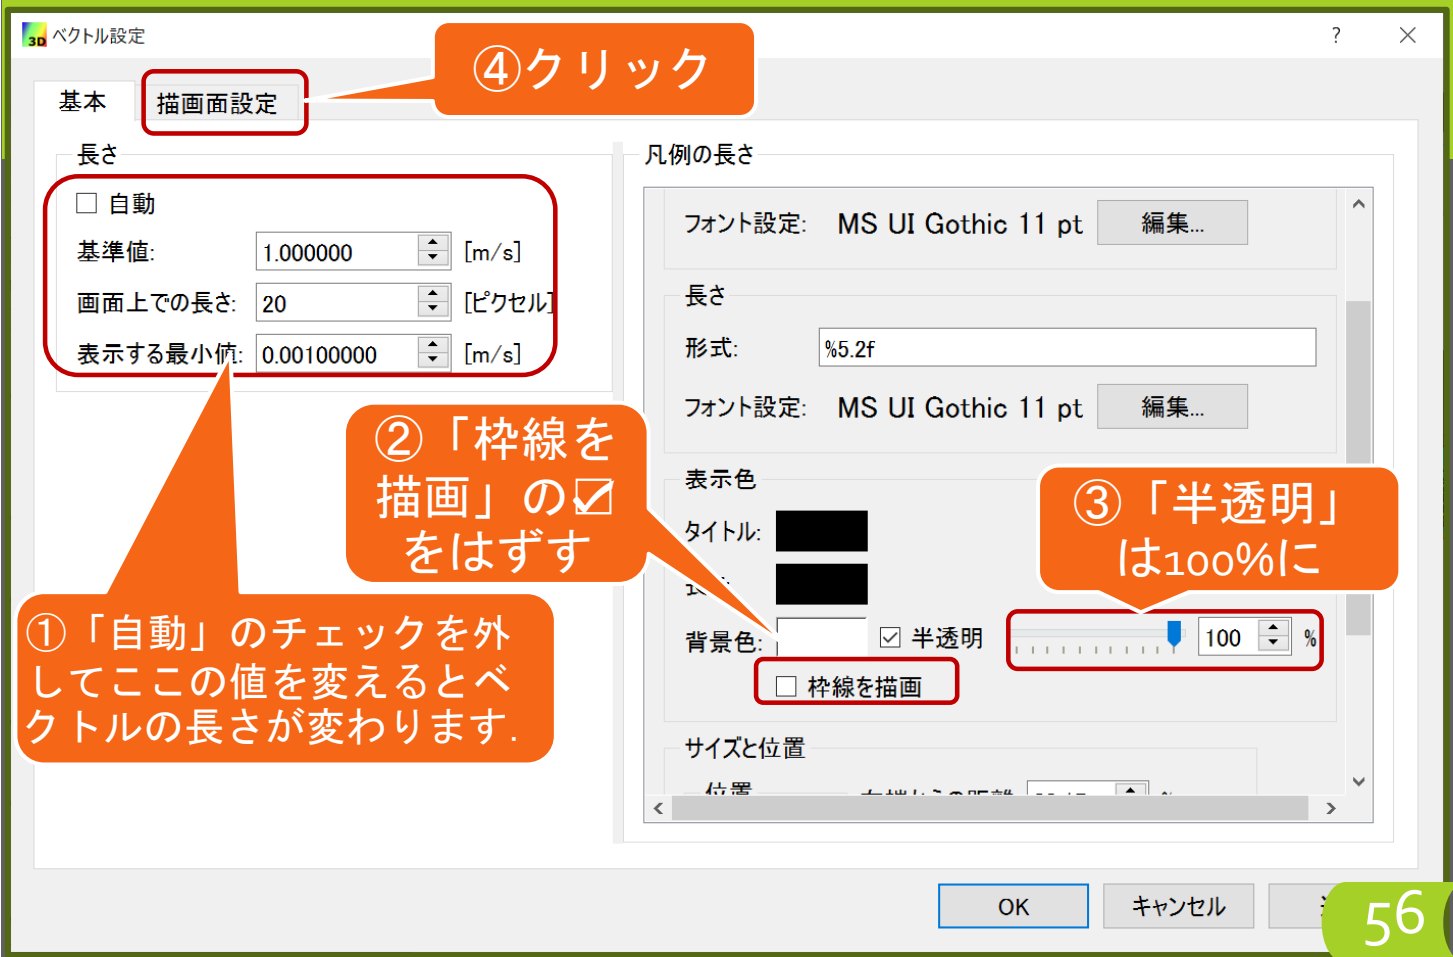 3D ベクトル設定
?
④クリック
基本
描画面設定
長さ
自動
基準値: 1.000000 [m/s]
画面上での長さ: 20 [ピクセル]
表示する最小値: 0.00100000 [m/s]
凡例の長さ
フォント設定: MS UI Gothic 11 pt 編集...
長さ
形式: %5.2f
フォント設定: MS UI Gothic 11 pt 編集...
②「枠線を
描画」の☑
をはずす
表示色
タイトル:
③「半透明」
は100%に
背景色: 半透明 100 %
枠線を描画
①「自動」のチェックを外
してここの値を変えるとベ
クトルの長さが変わります.
サイズと位置
位置
OK
キャンセル
56